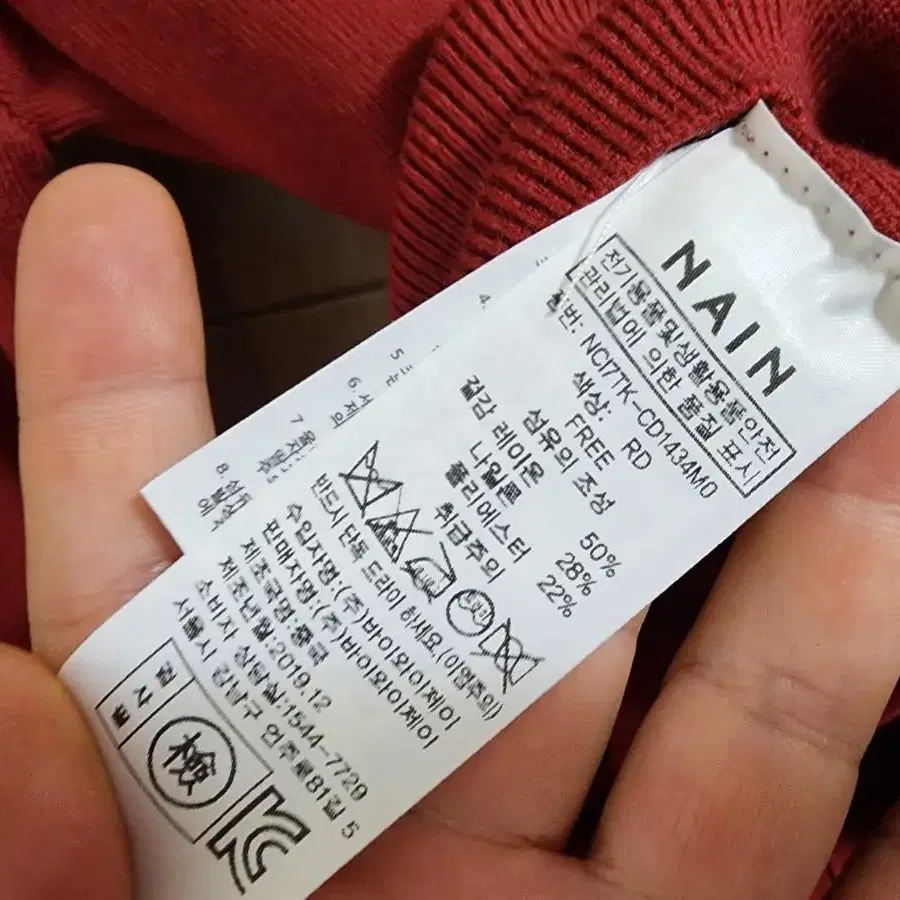 NAIN
전기용품및생활용품안전
관리법에 의한 품질 표시
품번: NCI7TK-CD1434M0
색상: RD
FREE
섬유의 조성
겉감 레이온 50%
나일론 28%
폴리에스터 22%
취급주의
반드시 단독 드라이 하세요.(이염주의)
수입자명:(주)바이와이제이
판매자명:(주)바이와이제이
제조국명:중국
제조년월:2019.12
소비자 상담실:1544-7729
서울시 강남구 언주로81길 5
檢
KC
4.
5
6.
7
8.